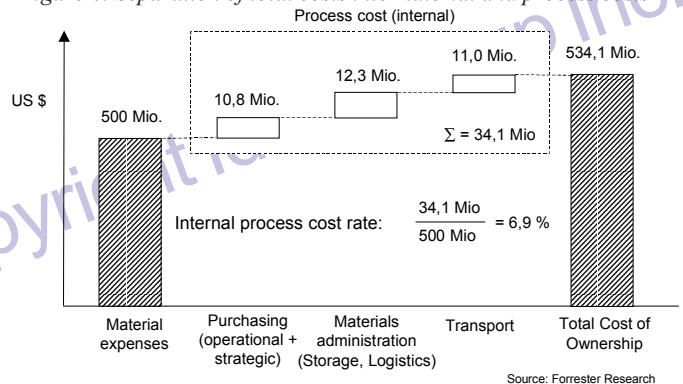 Process cost (internal)
US $
500 Mio.
10,8 Mio.
12,3 Mio.
11,0 Mio.
534,1 Mio.
Σ = 34,1 Mio
Internal process cost rate:
34,1 Mio
500 Mio
= 6,9 %
Material
expenses
Purchasing
(operational +
strategic)
Materials
administration
(Storage, Logistics)
Transport
Total Cost of
Ownership
Source: Forrester Research